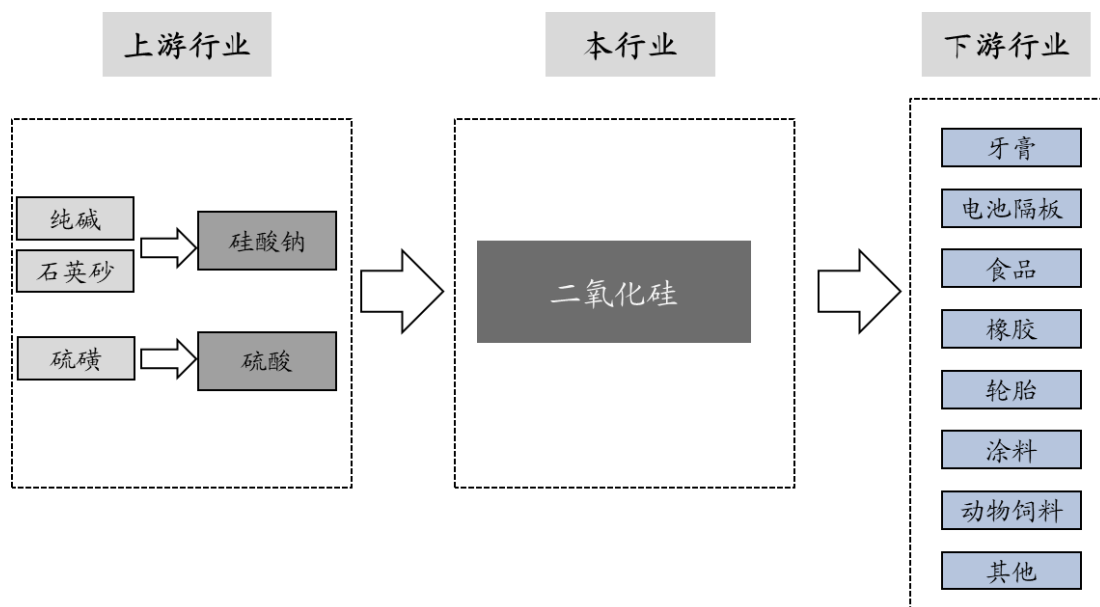 上游行业
本行业
下游行业
纯碱
石英砂
硅酸钠
硫磺
硫酸
二氧化硅
牙膏
电池隔板
食品
橡胶
轮胎
涂料
动物饲料
其他